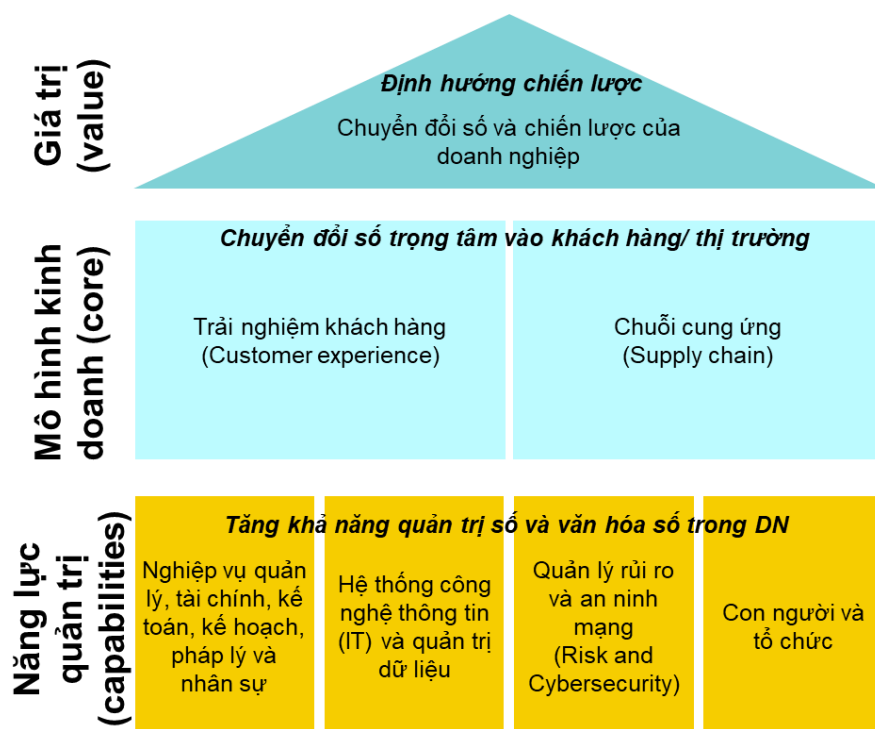 Giá trị
(value)
Định hướng chiến lược
Chuyển đổi số và chiến lược của
doanh nghiệp
Mô hình kinh
doanh (core)
Chuyển đổi số trọng tâm vào khách hàng/ thị trường
Trải nghiệm khách hàng
(Customer experience)
Chuỗi cung ứng
(Supply chain)
Năng lực
quản trị
(capabilities)
Tăng khả năng quản trị số và văn hóa số trong DN
Nghiệp vụ quản
lý, tài chính, kế
toán, kế hoạch,
pháp lý và
nhân sự
Hệ thống công
nghệ thông tin
(IT) và quản trị
dữ liệu
Quản lý rủi ro
và an ninh
mạng
(Risk and
Cybersecurity)
Con người và
tổ chức